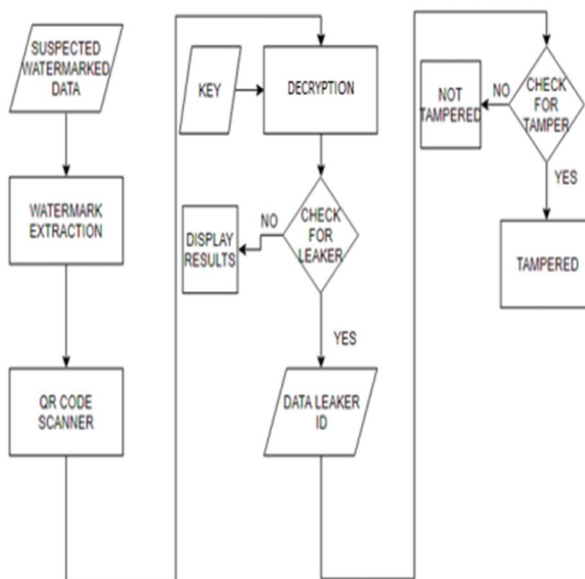 SUSPECTED
WATERMARKED
DATA
WATERMARK
EXTRACTION
QR CODE
SCANNER
KEY
DECRYPTION
CHECK
FOR
LEAKER
NO
DISPLAY
RESULTS
YES
DATA LEAKER
ID
CHECK
FOR
TAMPER
NO
NOT
TAMPERED
YES
TAMPERED